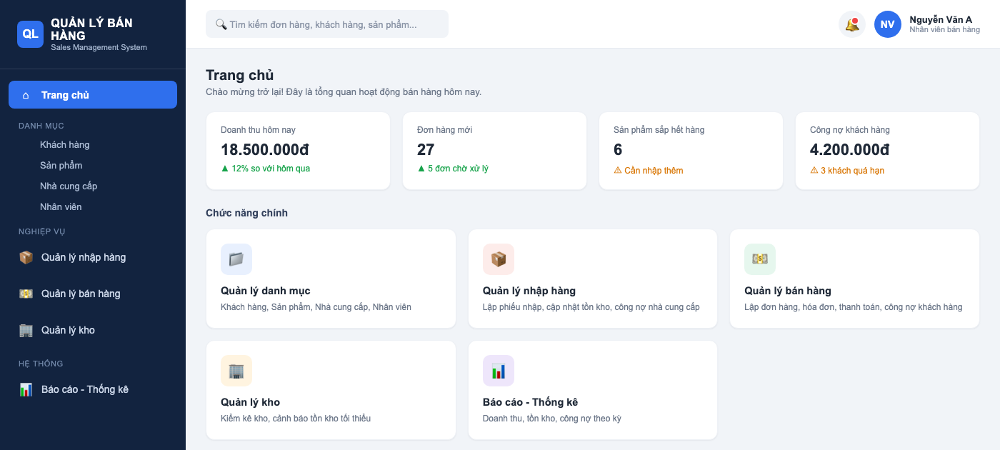 QL
QUẢN LÝ BÁN
HÀNG
Sales Management System
Trang chủ
DANH MỤC
Khách hàng
Sản phẩm
Nhà cung cấp
Nhân viên
NGHIỆP VỤ
Quản lý nhập hàng
Quản lý bán hàng
Quản lý kho
HỆ THỐNG
Báo cáo - Thống kê
Tìm kiếm đơn hàng, khách hàng, sản phẩm...
NV
Nguyễn Văn A
Nhân viên bán hàng
Trang chủ
Chào mừng trở lại! Đây là tổng quan hoạt động bán hàng hôm nay.
Doanh thu hôm nay
18.500.000đ
▲ 12% so với hôm qua
Đơn hàng mới
27
▲ 5 đơn chờ xử lý
Sản phẩm sắp hết hàng
6
⚠ Cần nhập thêm
Công nợ khách hàng
4.200.000đ
⚠ 3 khách quá hạn
Chức năng chính
Quản lý danh mục
Khách hàng, Sản phẩm, Nhà cung cấp, Nhân viên
Quản lý nhập hàng
Lập phiếu nhập, cập nhật tồn kho, công nợ nhà cung cấp
Quản lý bán hàng
Lập đơn hàng, hóa đơn, thanh toán, công nợ khách hàng
Quản lý kho
Kiểm kê kho, cảnh báo tồn kho tối thiểu
Báo cáo - Thống kê
Doanh thu, tồn kho, công nợ theo kỳ